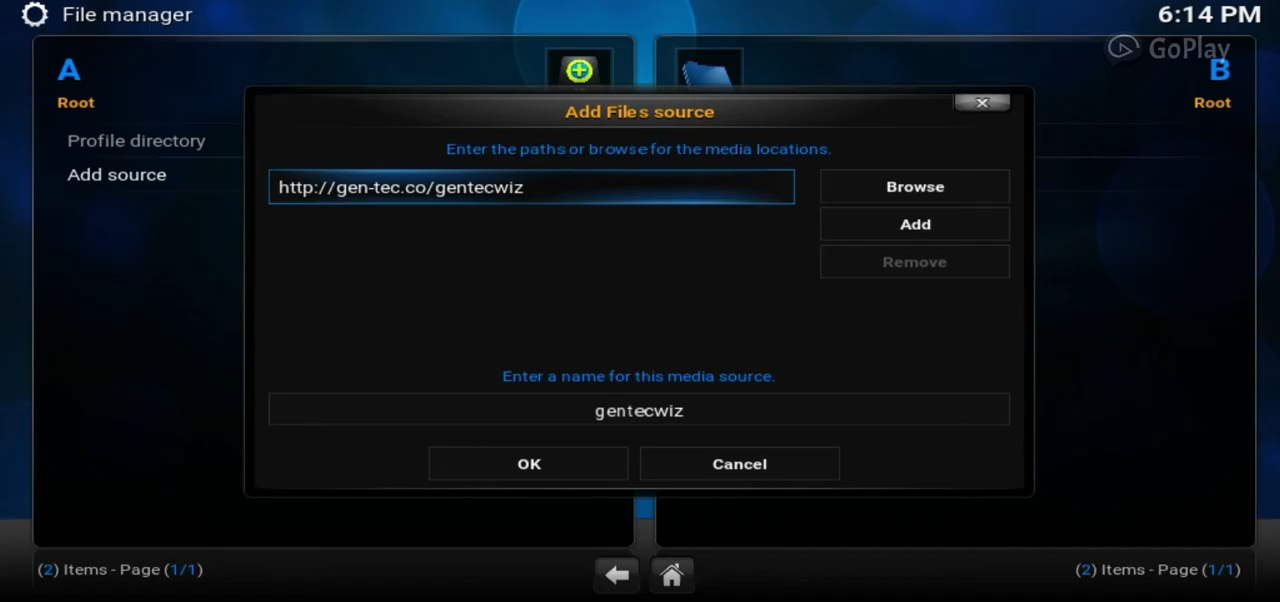 File manager
6:14 PM
GoPlay
A
B
Root
Root
Profile directory
Add source
Add Files source
Enter the paths or browse for the media locations.
http://gen-tec.co/gentecwiz
Browse
Add
Remove
Enter a name for this media source.
gentecwiz
OK
Cancel
(2) Items - Page (1/1)
(2) Items - Page (1/1)